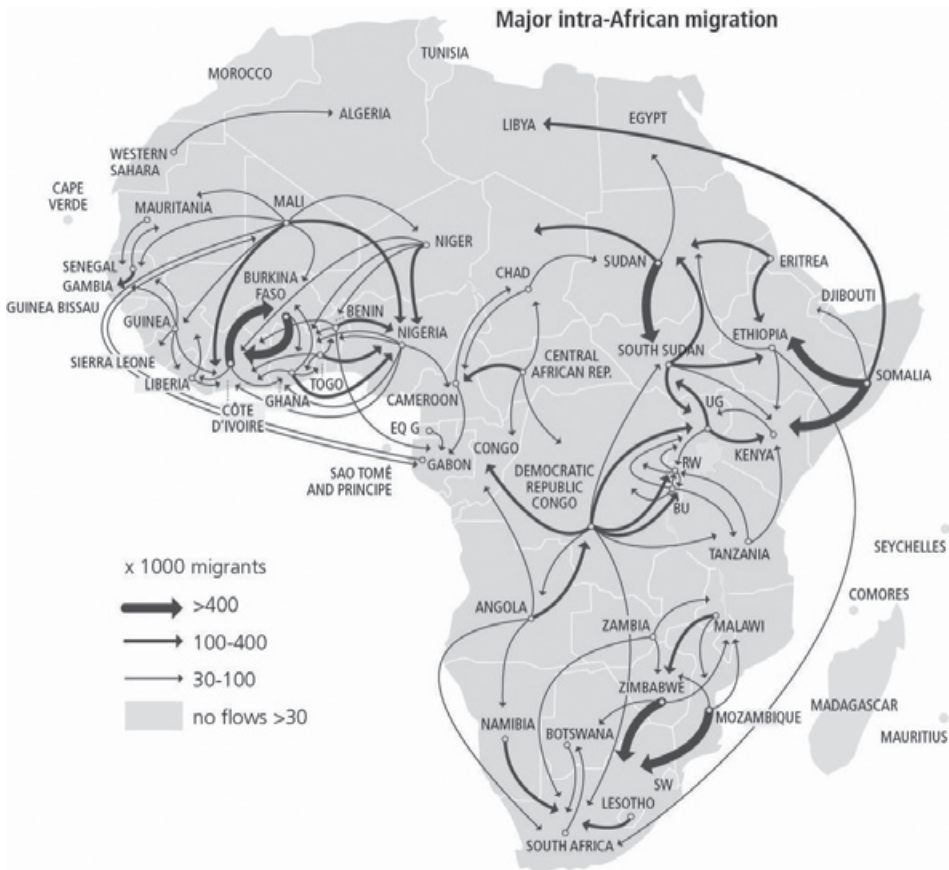 Major intra-African migration
TUNISIA
MOROCCO
ALGERIA
LIBYA
EGYPT
WESTERN
SAHARA
CAPE
VERDE
MAURITANIA
MALI
NIGER
SENEGAL
GAMBIA
GUINEA BISSAU
BURKINA
FASO
CHAD
SUDAN
ERITREA
DJIBOUTI
GUINEA
BENIN
NIGERIA
ETHIOPIA
SIERRA LEONE
LIBERIA
SOUTH SUDAN
CENTRAL
AFRICAN REP.
SOMALIA
TOGO
GHANA
CAMEROON
CÔTE
D'IVOIRE
UG
EQ G
CONGO
KENYA
GABON
RW
SAO TOMÉ
AND PRINCIPE
DEMOCRATIC
REPUBLIC
CONGO
BU
TANZANIA
SEYCHELLES
x 1000 migrants
>400
100-400
30-100
no flows >30
COMORES
ANGOLA
ZAMBIA
MALAWI
ZIMBABWE
MOZAMBIQUE
MADAGASCAR
MAURITIUS
NAMIBIA
BOTSWANA
SW
LESOTHO
SOUTH AFRICA